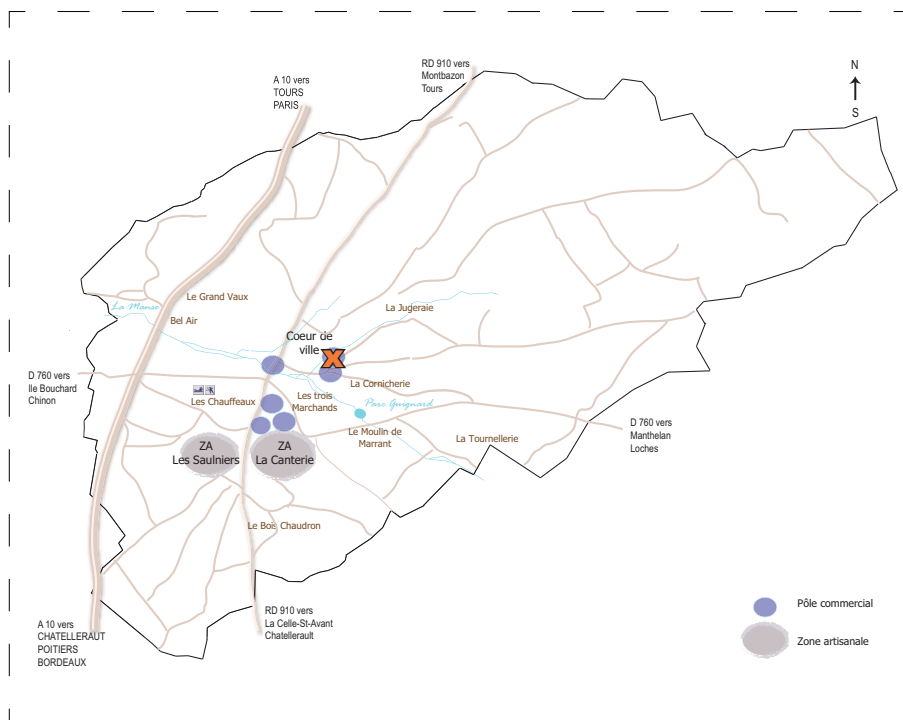 RD 910 vers
Montbazon
Tours
A 10 vers
TOURS
PARIS
N
S
Le Grand Vaux
La Manse
Bel Air
La Jugeraie
Coeur de
ville
X
D 760 vers
Ile Bouchard
Chinon
Les Chauffeaux
La Cornicherie
Les trois
Marchands
Parc Guignard
Le Moulin de
Marrant
La Tournellerie
D 760 vers
Manthelan
Loches
ZA
Les Saulniers
ZA
La Canterie
Le Bois Chaudron
RD 910 vers
La Celle-St-Avant
Chatellerault
A 10 vers
CHATELLERAUT
POITIERS
BORDEAUX
Pôle commercial
Zone artisanale